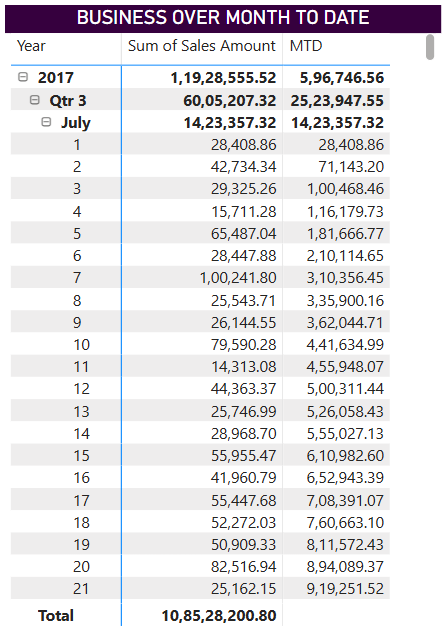 BUSINESS OVER MONTH TO DATE
Year Sum of Sales Amount MTD
2017 1,19,28,555.52 5,96,746.56
Qtr 3 60,05,207.32 25,23,947.55
July 14,23,357.32 14,23,357.32
1 28,408.86 28,408.86
2 42,734.34 71,143.20
3 29,325.26 1,00,468.46
4 15,711.28 1,16,179.73
5 65,487.04 1,81,666.77
6 28,447.88 2,10,114.65
7 1,00,241.80 3,10,356.45
8 25,543.71 3,35,900.16
9 26,144.55 3,62,044.71
10 79,590.28 4,41,634.99
11 14,313.08 4,55,948.07
12 44,363.37 5,00,311.44
13 25,746.99 5,26,058.43
14 28,968.70 5,55,027.13
15 55,955.47 6,10,982.60
16 41,960.79 6,52,943.39
17 55,447.68 7,08,391.07
18 52,272.03 7,60,663.10
19 50,909.33 8,11,572.43
20 82,516.94 8,94,089.37
21 25,162.15 9,19,251.52
Total 10,85,28,200.80